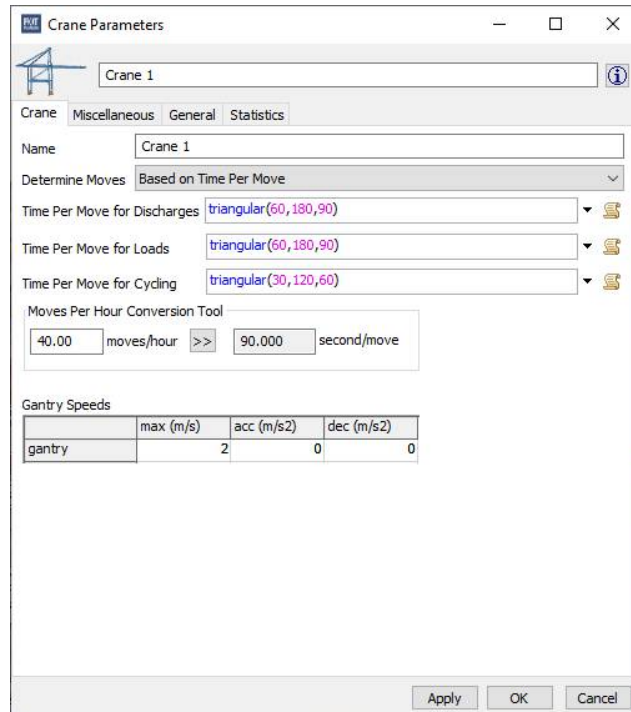 Crane Parameters
Crane 1
Crane Miscellaneous General Statistics
Name Crane 1
Determine Moves Based on Time Per Move
Time Per Move for Discharges triangular(60,180,90)
Time Per Move for Loads triangular(60,180,90)
Time Per Move for Cycling triangular(30,120,60)
Moves Per Hour Conversion Tool
40.00 moves/hour >> 90.000 second/move
Gantry Speeds
max (m/s) acc (m/s2) dec (m/s2)
gantry 2 0 0
Apply OK Cancel